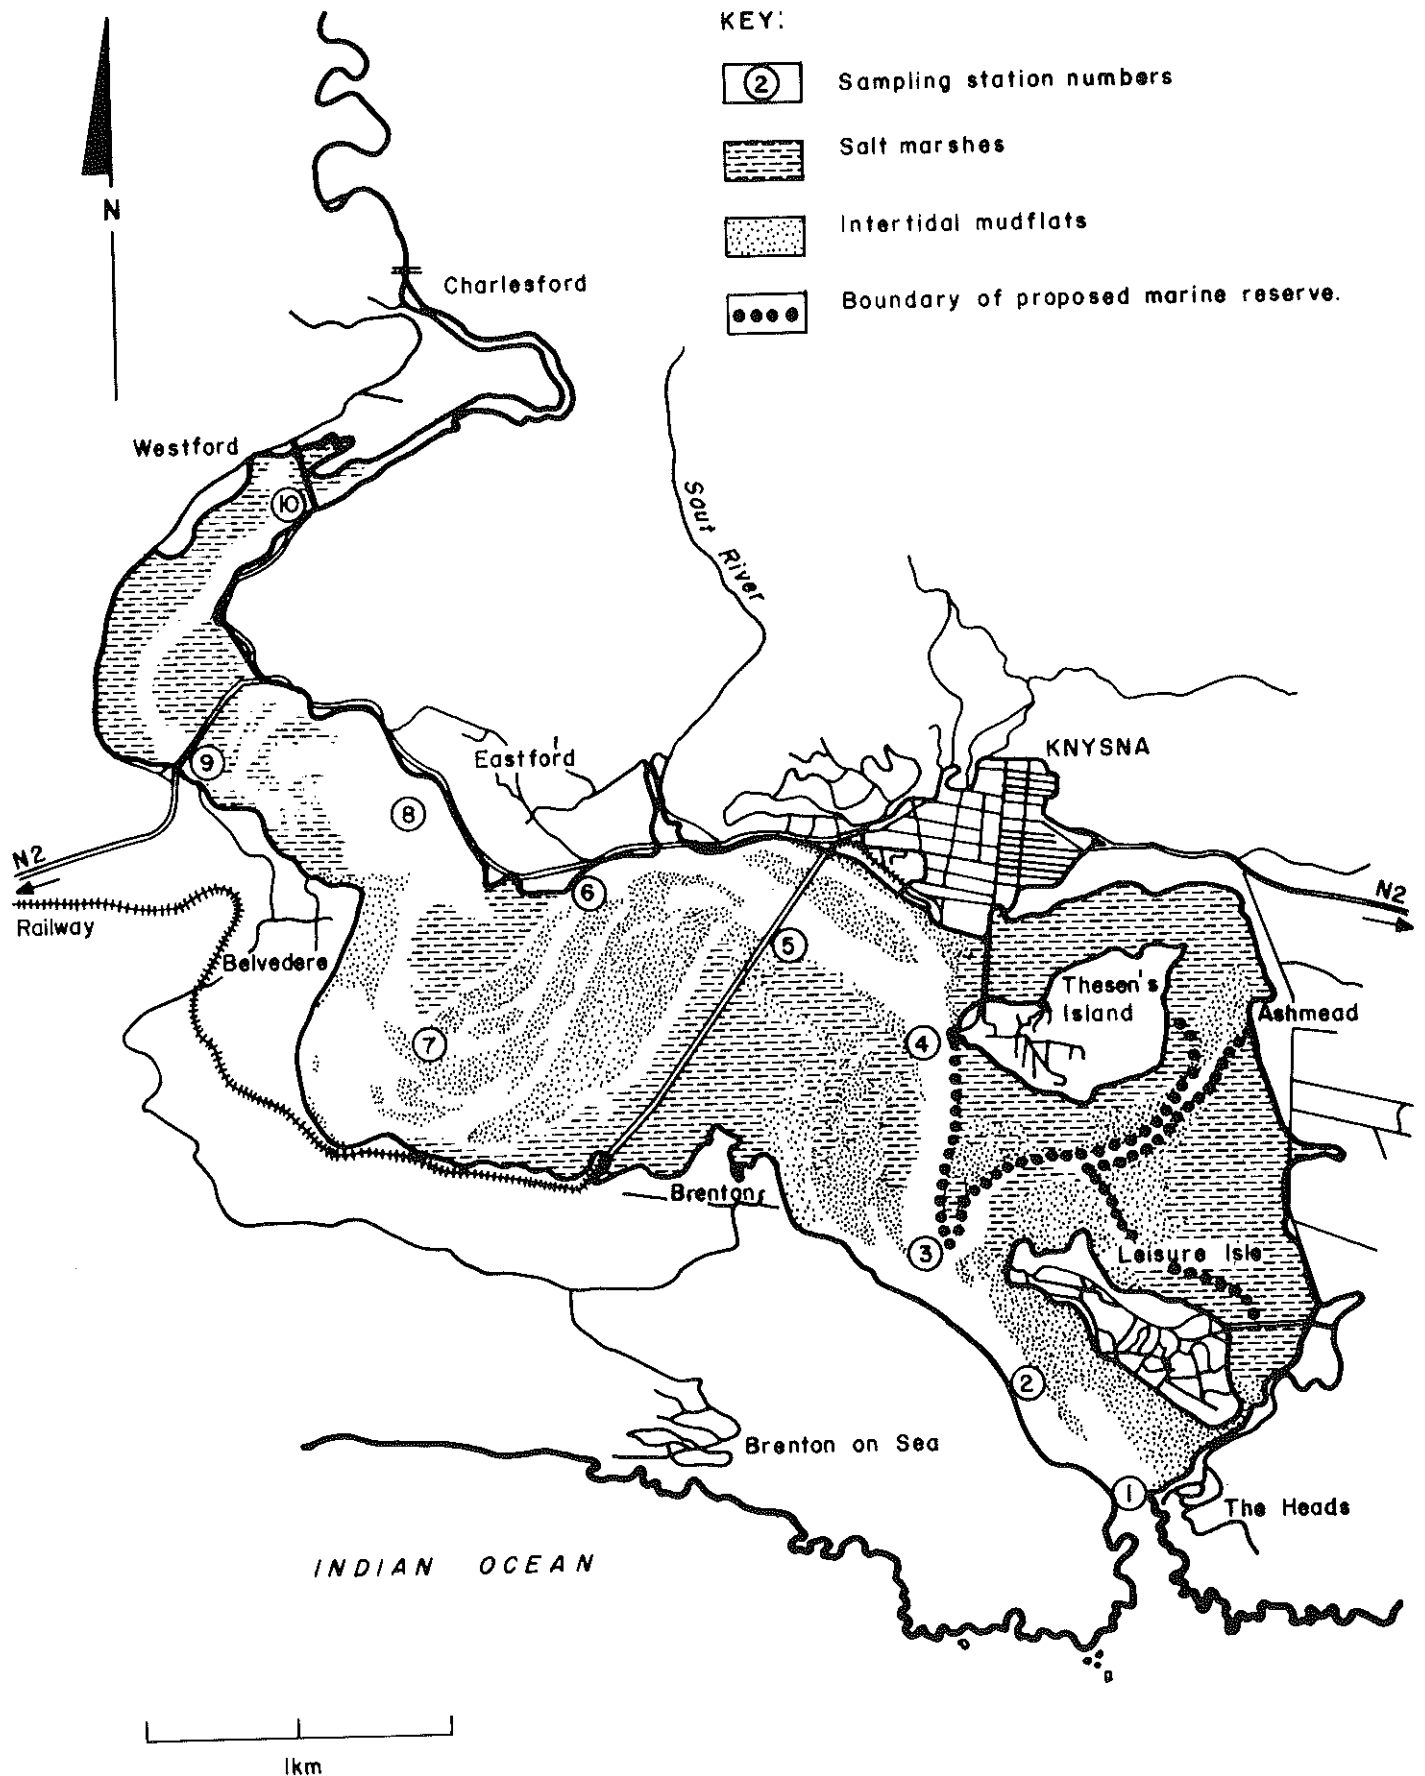 KEY:
2 Sampling station numbers
Salt marshes
Intertidal mudflats
Boundary of proposed marine reserve.
N
Charlesford
Westford
10
Sout River
KNYSNA
Eastford
9
8
N2
Railway
Belvedere
6
5
N2
Thesen's
Island
Ashmead
7
4
Brenton
3
Leisure Isle
2
Brenton on Sea
1
The Heads
INDIAN OCEAN
1km